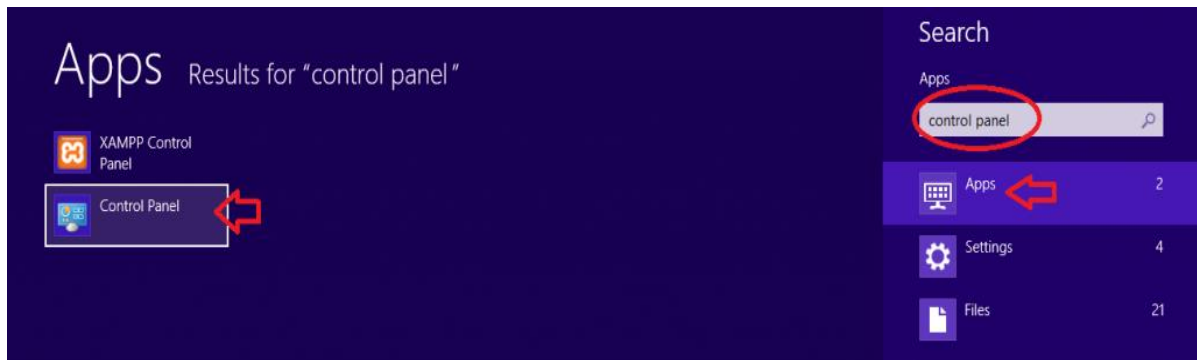 Apps Results for "control panel"
XAMPP Control
Panel
Control Panel
Search
Apps
control panel
Apps 2
Settings 4
Files 21